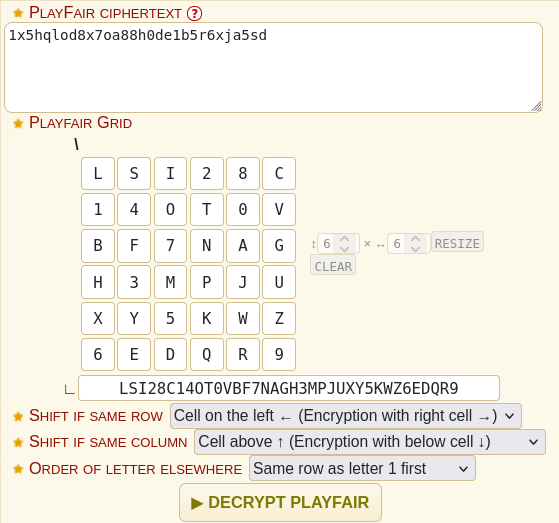 PlayFair ciphertext ?
1x5hqlod8x7oa88h0de1b5r6xja5sd
Playfair Grid
\
L S I 2 8 C
1 4 O T 0 V
B F 7 N A G
H 3 M P J U
X Y 5 K W Z
6 E D Q R 9
↕ 6 × ↔ 6 RESIZE
CLEAR
∟ LSI28C14OT0VBF7NAGH3MPJUXY5KWZ6EDQR9
Shift if same row Cell on the left ← (Encryption with right cell →)
Shift if same column Cell above ↑ (Encryption with below cell ↓)
Order of letter elsewhere Same row as letter 1 first
▶ DECRYPT PLAYFAIR